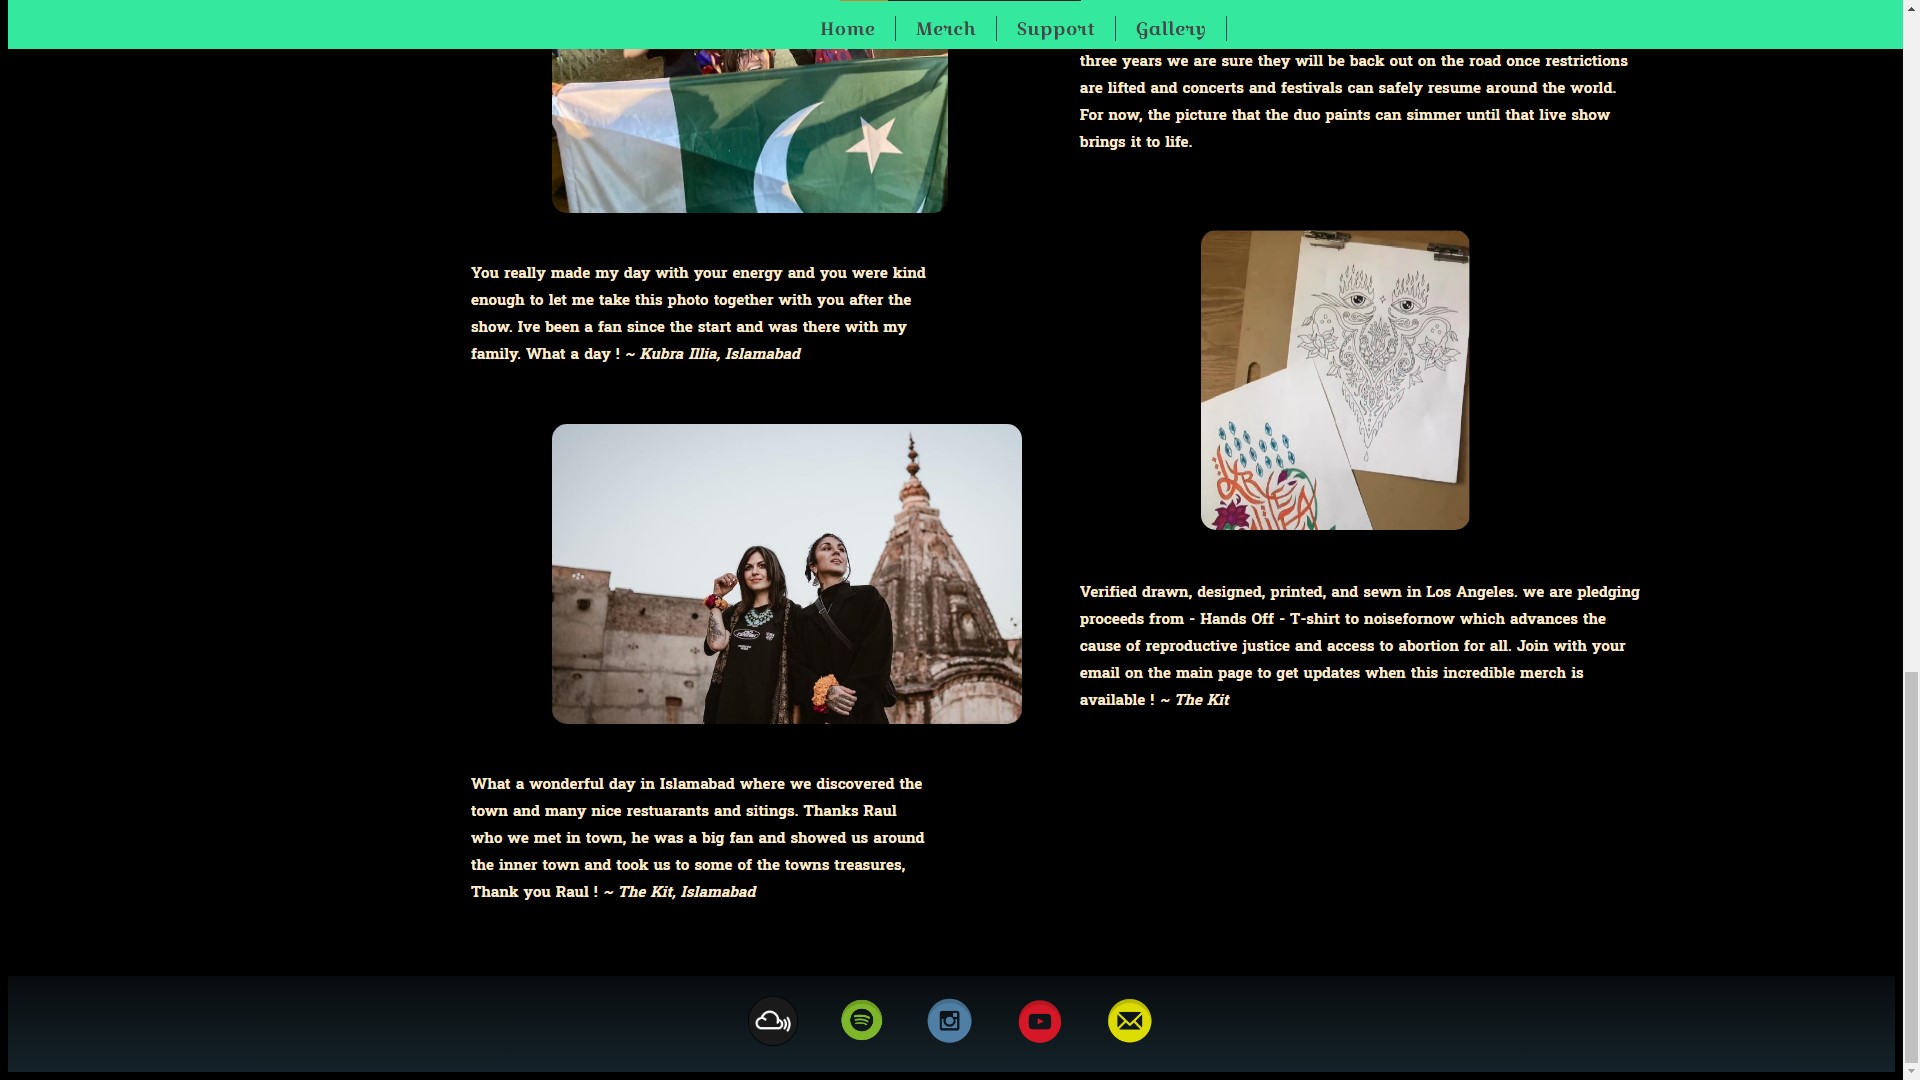 Home
Merch
Support
Gallery
three years we are sure they will be back out on the road once restrictions
are lifted and concerts and festivals can safely resume around the world.
For now, the picture that the duo paints can simmer until that live show
brings it to life.
You really made my day with your energy and you were kind
enough to let me take this photo together with you after the
show. Ive been a fan since the start and was there with my
family. What a day ! ~ Kubra Illia, Islamabad
Verified drawn, designed, printed, and sewn in Los Angeles. we are pledging
proceeds from - Hands Off - T-shirt to noisefornow which advances the
cause of reproductive justice and access to abortion for all. Join with your
email on the main page to get updates when this incredible merch is
available ! ~ The Kit
What a wonderful day in Islamabad where we discovered the
town and many nice restuarants and sitings. Thanks Raul
who we met in town, he was a big fan and showed us around
the inner town and took us to some of the towns treasures,
Thank you Raul ! ~ The Kit, Islamabad